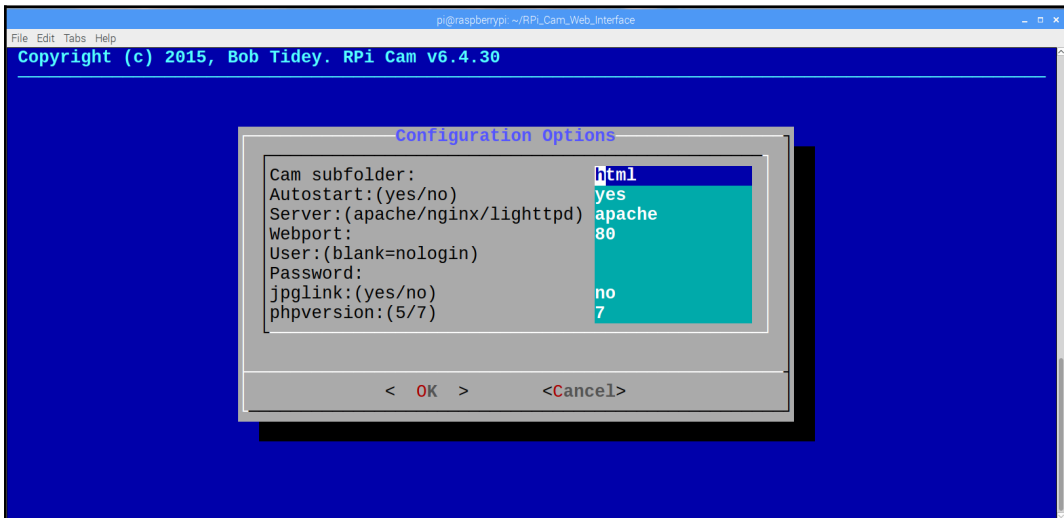 pi@raspberrypi: ~/RPi_Cam_Web_Interface
File Edit Tabs Help
Copyright (c) 2015, Bob Tidey. RPi Cam v6.4.30
Configuration Options
Cam subfolder: html
Autostart:(yes/no) yes
Server:(apache/nginx/lighttpd) apache
Webport: 80
User:(blank=nologin)
Password:
jpglink:(yes/no) no
phpversion:(5/7) 7
< OK > <Cancel>